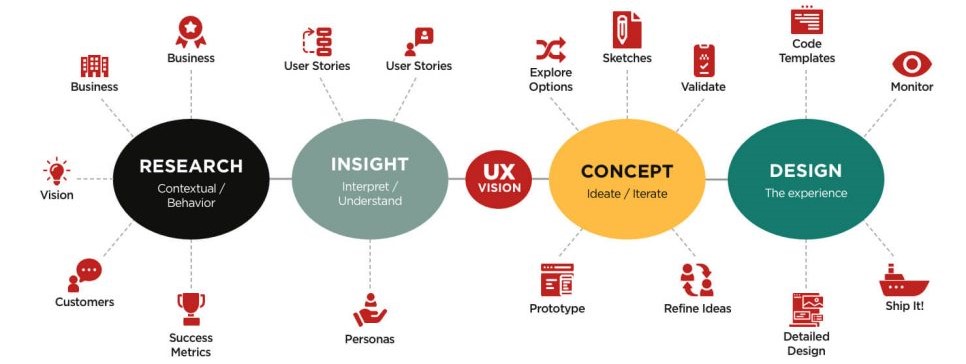 Business
Business
Vision
RESEARCH
Contextual /
Behavior
Customers
Success
Metrics
User Stories
User Stories
INSIGHT
Interpret /
Understand
Personas
UX
VISION
Explore
Options
Sketches
Validate
CONCEPT
Ideate / Iterate
Prototype
Refine Ideas
Code
Templates
Monitor
DESIGN
The experience
Detailed
Design
Ship It!